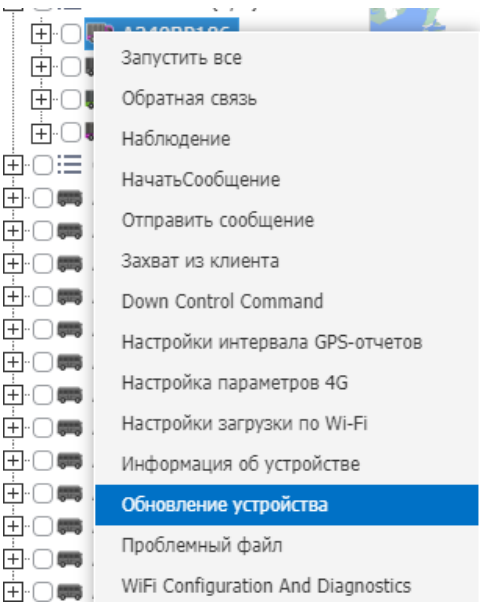 Запустить все
Обратная связь
Наблюдение
НачатьСообщение
Отправить сообщение
Захват из клиента
Down Control Command
Настройки интервала GPS-отчетов
Настройка параметров 4G
Настройки загрузки по Wi-Fi
Информация об устройстве
Обновление устройства
Проблемный файл
WiFi Configuration And Diagnostics